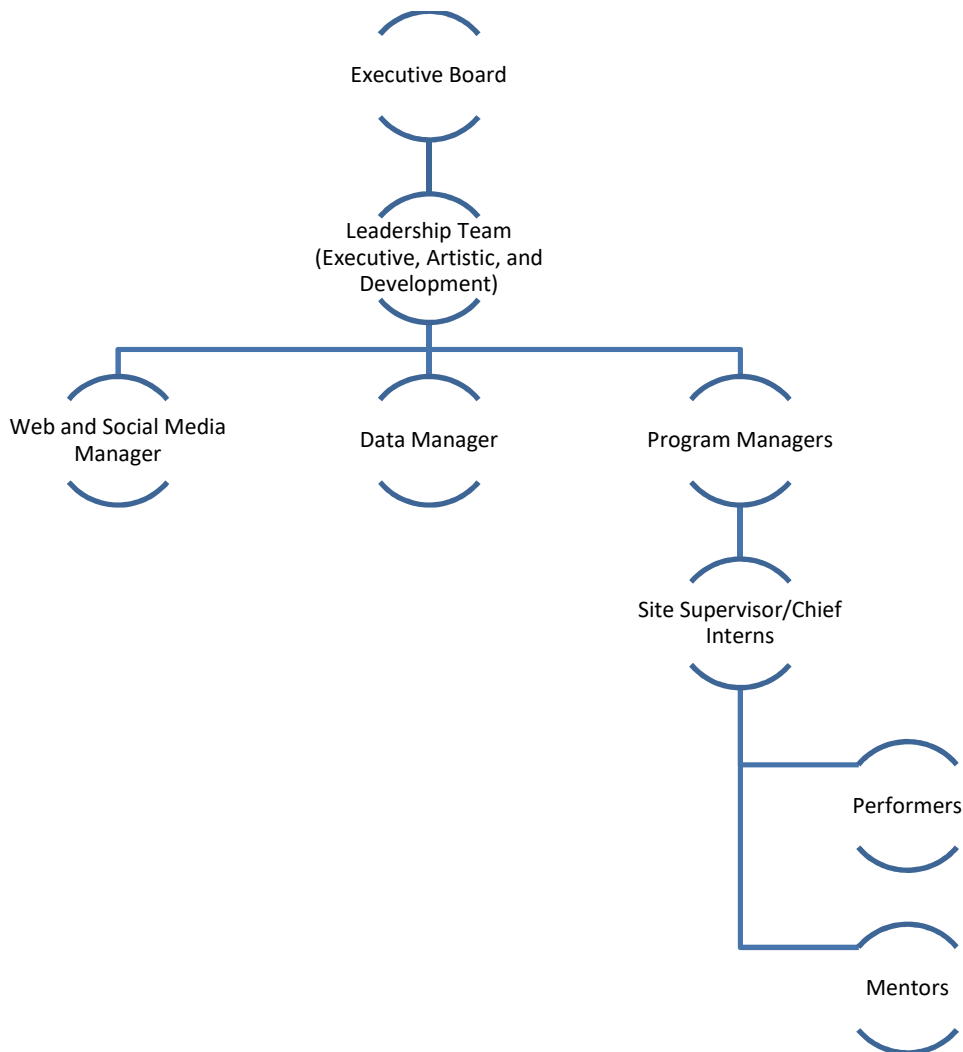 Executive Board
Leadership Team
(Executive, Artistic, and
Development)
Web and Social Media
Manager
Data Manager
Program Managers
Site Supervisor/Chief
Interns
Performers
Mentors